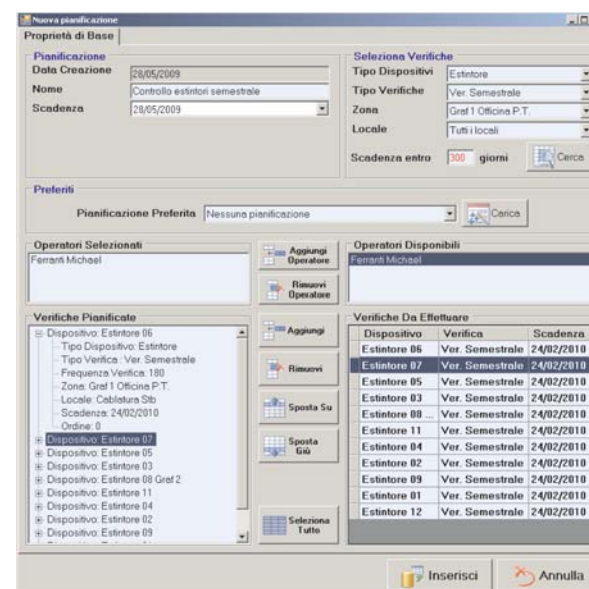 Nuova pianificazione
Proprietà di Base
Pianificazione
Data Creazione 28/05/2009
Nome Controllo estintori semestrale
Scadenza 28/05/2009
Seleziona Verifiche
Tipo Dispositivi Estintore
Tipo Verifiche Ver. Semestrale
Zona Graf 1 Officina P.T.
Locale Tutti i locali
Scadenza entro 300 giorni Cerca
Preferiti
Pianificazione Preferita Nessuna pianificazione Carica
Operatori Selezionati
Ferranti Michael
Aggiungi Operatore
Rimuovi Operatore
Operatori Disponibili
Ferranti Michael
Verifiche Pianificate
Dispositivo: Estintore 06
Tipo Dispositivo: Estintore
Tipo Verifica : Ver. Semestrale
Frequenza Verifica: 180
Zona: Graf 1 Officina P.T.
Locale: Cablatura Stb
Scadenza: 24/02/2010
Ordine: 0
Dispositivo: Estintore 07
Dispositivo: Estintore 05
Dispositivo: Estintore 03
Dispositivo: Estintore 08 Graf 2
Dispositivo: Estintore 11
Dispositivo: Estintore 04
Dispositivo: Estintore 02
Dispositivo: Estintore 09
Aggiungi
Rimuovi
Sposta Su
Sposta Giù
Seleziona Tutto
Verifiche Da Effettuare
Dispositivo Verifica Scadenza
Estintore 06 Ver. Semestrale 24/02/2010
Estintore 07 Ver. Semestrale 24/02/2010
Estintore 05 Ver. Semestrale 24/02/2010
Estintore 03 Ver. Semestrale 24/02/2010
Estintore 08 ... Ver. Semestrale 24/02/2010
Estintore 11 Ver. Semestrale 24/02/2010
Estintore 04 Ver. Semestrale 24/02/2010
Estintore 02 Ver. Semestrale 24/02/2010
Estintore 09 Ver. Semestrale 24/02/2010
Estintore 01 Ver. Semestrale 24/02/2010
Estintore 12 Ver. Semestrale 24/02/2010
Inserisci
Annulla